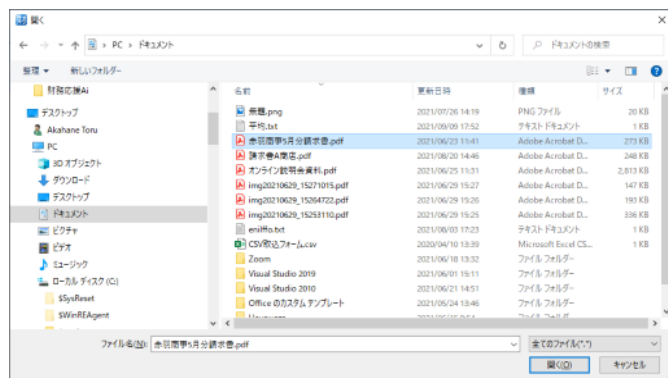 開く
PC › ドキュメント
ドキュメントの検索
整理 ▼ 新しいフォルダー
財務応援Ai
デスクトップ
Akahane Toru
PC
3D オブジェクト
ダウンロード
デスクトップ
ドキュメント
ピクチャ
ビデオ
ミュージック
ローカル ディスク (C:)
$SysReset
$WinREAgent
名前 更新日時 種類 サイズ
無題.png 2021/07/26 14:19 PNG ファイル 20 KB
平均.txt 2021/09/09 17:52 テキスト ドキュメント 1 KB
赤羽商事5月分請求書.pdf 2021/06/23 11:41 Adobe Acrobat D... 273 KB
請求書A商店.pdf 2021/08/20 14:46 Adobe Acrobat D... 248 KB
オンライン説明会資料.pdf 2021/06/25 11:31 Adobe Acrobat D... 2,813 KB
img20210629_15271015.pdf 2021/06/29 15:27 Adobe Acrobat D... 147 KB
img20210629_15264722.pdf 2021/06/29 15:26 Adobe Acrobat D... 193 KB
img20210629_15253110.pdf 2021/06/29 15:25 Adobe Acrobat D... 336 KB
enilffo.txt 2021/08/03 17:23 テキスト ドキュメント 1 KB
CSV取込フォーム.csv 2020/04/10 13:39 Microsoft Excel CS... 1 KB
Zoom 2021/06/18 13:32 ファイル フォルダー
Visual Studio 2019 2021/06/01 15:11 ファイル フォルダー
Visual Studio 2010 2021/06/21 14:51 ファイル フォルダー
Office のカスタム テンプレート 2021/05/24 13:46 ファイル フォルダー
ファイル名(N): 赤羽商事5月分請求書.pdf 全てのファイル(*.*)
開く(O) キャンセル